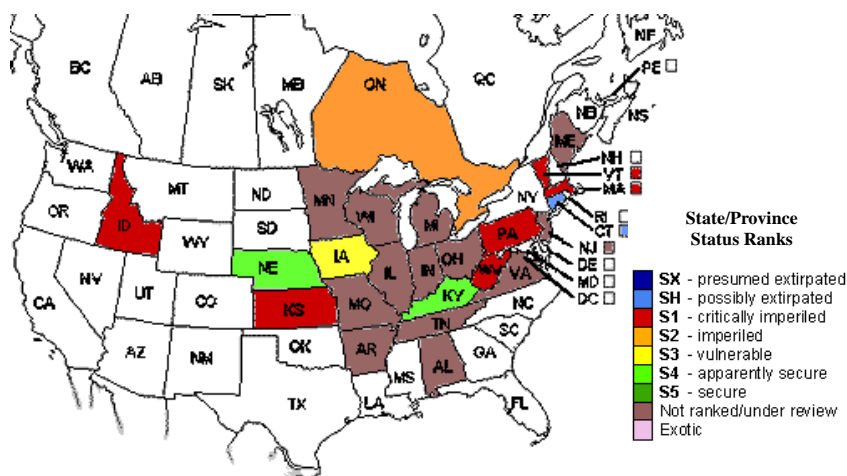 NF
BC
AB
SK
MB
ON
QC
PE
NB
NS
ME
WA
MT
ND
MN
NH
VT
MA
OR
ID
WY
SD
WI
MI
NY
RI
CT
NJ
DE
MD
DC
NV
UT
CO
NE
IA
IL
IN
OH
PA
WV
VA
CA
KS
MO
KY
NC
TN
AZ
NM
OK
AR
SC
TX
LA
MS
AL
GA
FL
State/Province
Status Ranks
SX - presumed extirpated
SH - possibly extirpated
S1 - critically imperiled
S2 - imperiled
S3 - vulnerable
S4 - apparently secure
S5 - secure
Not ranked/under review
Exotic